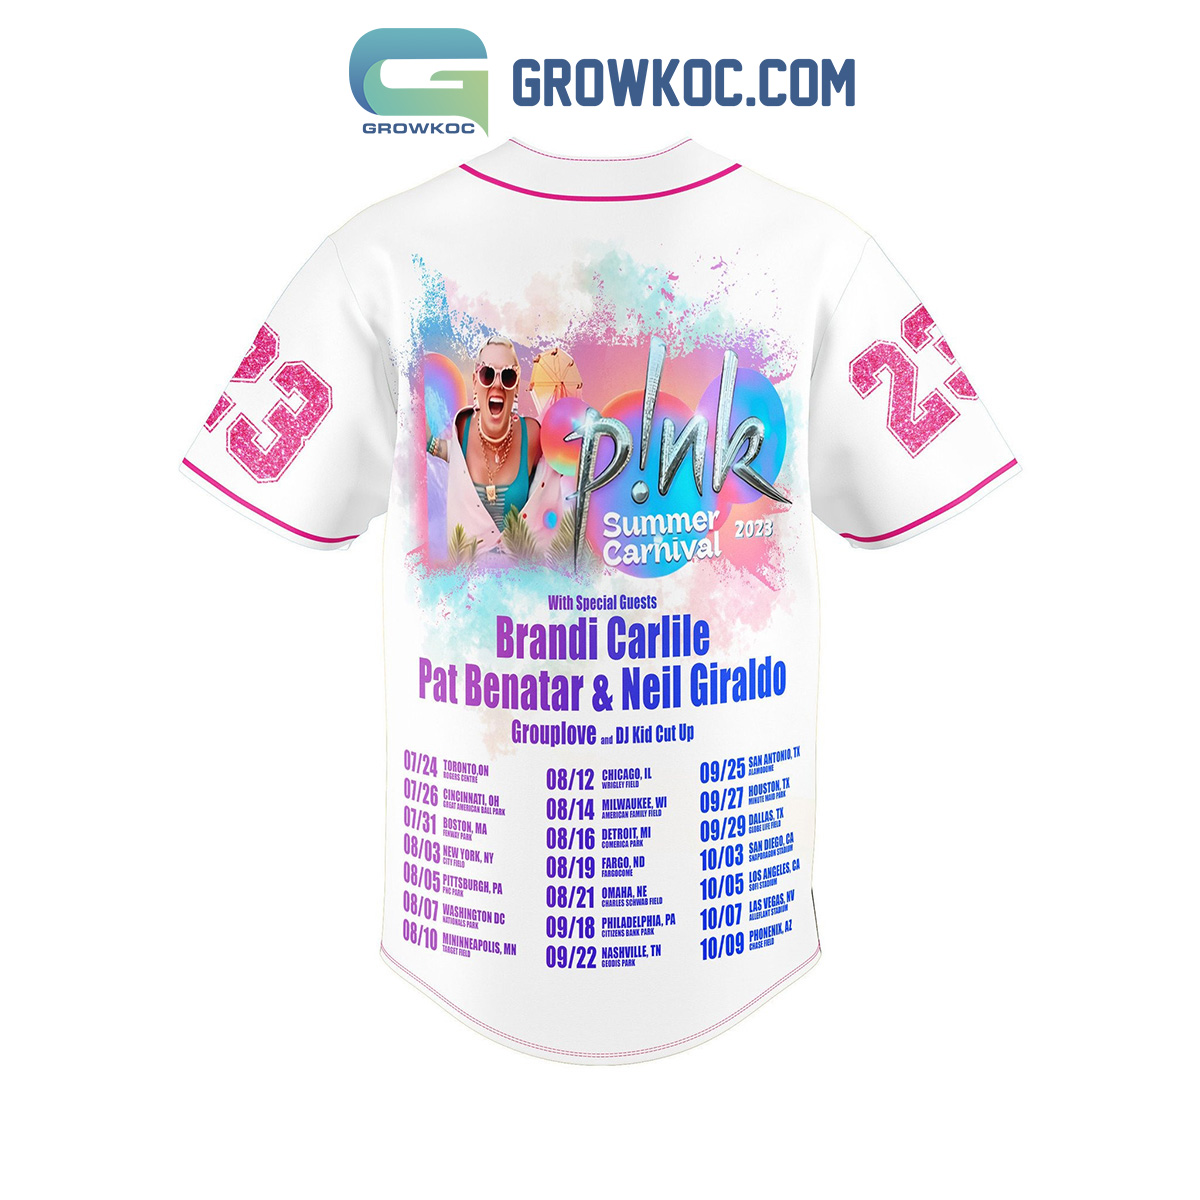 GROWKOC
GROWKOC.COM
23
23
p!nk
Summer
Carnival
2023
With Special Guests
Brandi Carlile
Pat Benatar & Neil Giraldo
Grouplove and DJ Kid Cut Up
07/24 TORONTO,ON
ROGERS CENTRE
07/26 CINCINNATI, OH
GREAT AMERICAN BALL PARK
07/31 BOSTON, MA
FENWAY PARK
08/03 NEW YORK, NY
CITY FIELD
08/05 PITTSBURGH, PA
PNC PARK
08/07 WASHINGTON DC
NATIONALS PARK
08/10 MININNEAPOLIS, MN
TARGET FIELD
08/12 CHICAGO, IL
WRIGLEY FIELD
08/14 MILWAUKEE, WI
AMERICAN FAMILY FIELD
08/16 DETROIT, MI
COMERICA PARK
08/19 FARGO, ND
FARGODOME
08/21 OMAHA, NE
CHARLES SCHWAB FIELD
09/18 PHILADELPHIA, PA
CITIZENS BANK PARK
09/22 NASHVILLE, TN
GEODIS PARK
09/25 SAN ANTONIO, TX
ALAMODOME
09/27 HOUSTON, TX
MINUTE MAID PARK
09/29 DALLAS, TX
GLOBE LIFE FIELD
10/03 SAN DIEGO, CA
SNAPDRAGON STADIUM
10/05 LOS ANGELES, CA
SOFI STADIUM
10/07 LAS VEGAS, NV
ALLEFLANT STADIUM
10/09 PHONENIX, AZ
CHASE FIELD